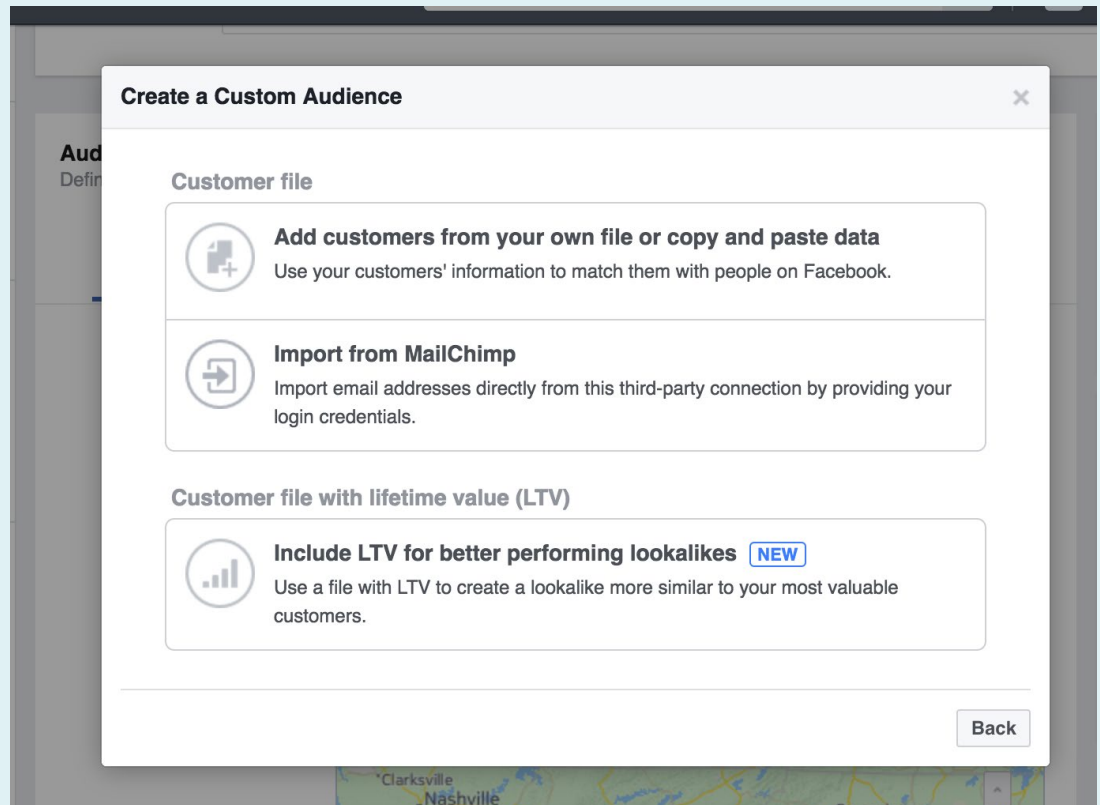 Create a Custom Audience
×
Aud
Defin
Customer file
Add customers from your own file or copy and paste data
Use your customers' information to match them with people on Facebook.
Import from MailChimp
Import email addresses directly from this third-party connection by providing your
login credentials.
Customer file with lifetime value (LTV)
Include LTV for better performing lookalikes NEW
Use a file with LTV to create a lookalike more similar to your most valuable
customers.
Back
Clarksville
Nashville